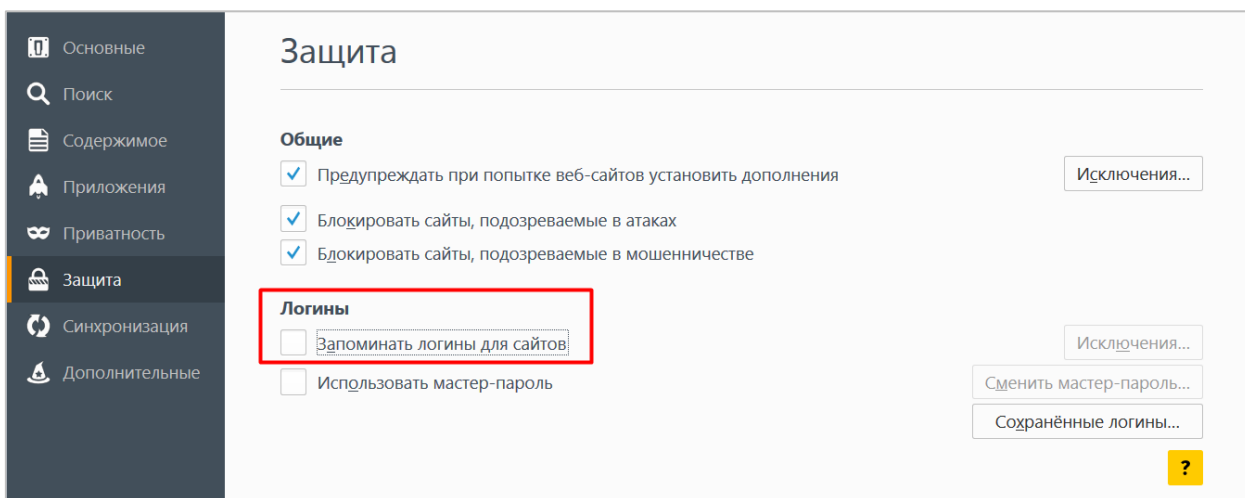 Основные
Поиск
Содержимое
Приложения
Приватность
Защита
Синхронизация
Дополнительные
Защита
Общие
Предупреждать при попытке веб-сайтов установить дополнения
Исключения...
Блокировать сайты, подозреваемые в атаках
Блокировать сайты, подозреваемые в мошенничестве
Логины
Запоминать логины для сайтов
Исключения...
Использовать мастер-пароль
Сменить мастер-пароль...
Сохранённые логины...
?